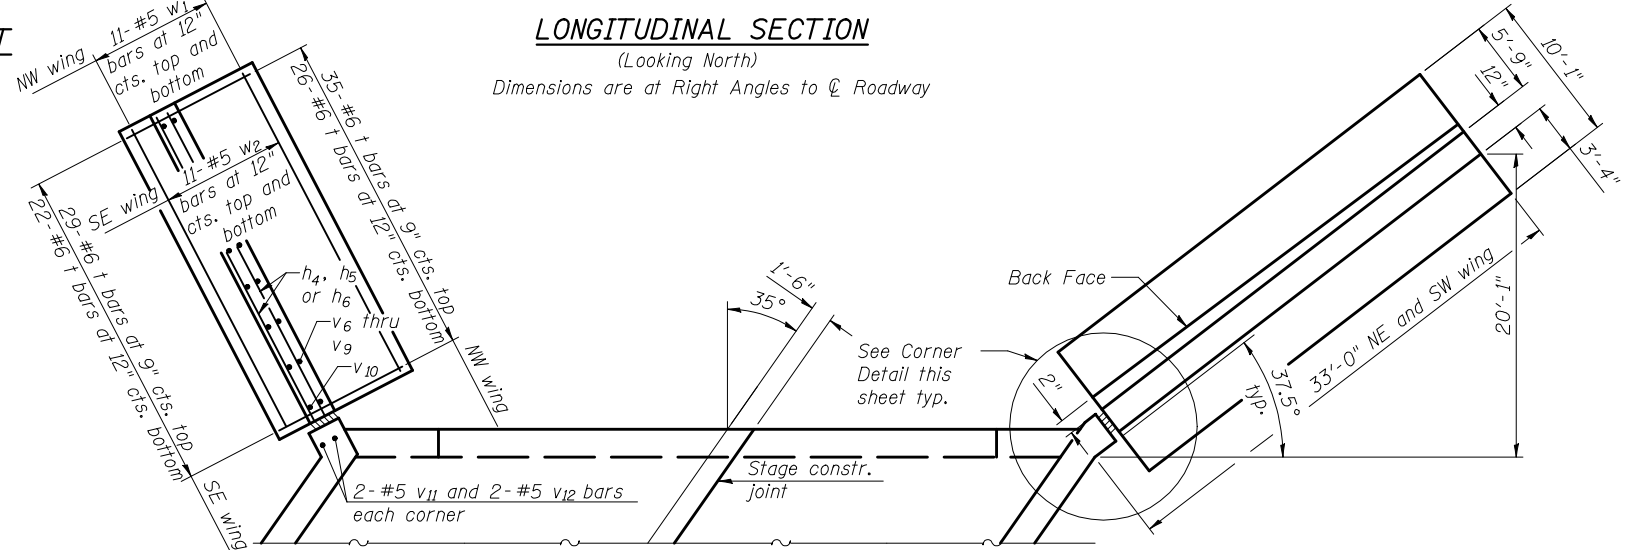 T
LONGITUDINAL SECTION
(Looking North)
Dimensions are at Right Angles to ℄ Roadway
NW wing
11-#5 w1
bars at 12"
cts. top and
bottom
35-#6 t bars at 9" cts. top
26-#6 t bars at 12" cts. bottom
NW wing
SE wing
11-#5 w2
bars at 12"
cts. top and
bottom
29-#6 t bars at 9" cts. top
22-#6 t bars at 12" cts. bottom
SE wing
h4, h5
or h6
v6 thru
v9
v10
2-#5 v11 and 2-#5 v12 bars
each corner
1'-6"
35°
Stage constr.
joint
See Corner
Detail this
sheet typ.
Back Face
2"
37.5°
typ.
33'-0" NE and SW wing
20'-1"
5'-9"
10'-1"
12"
3'-4"